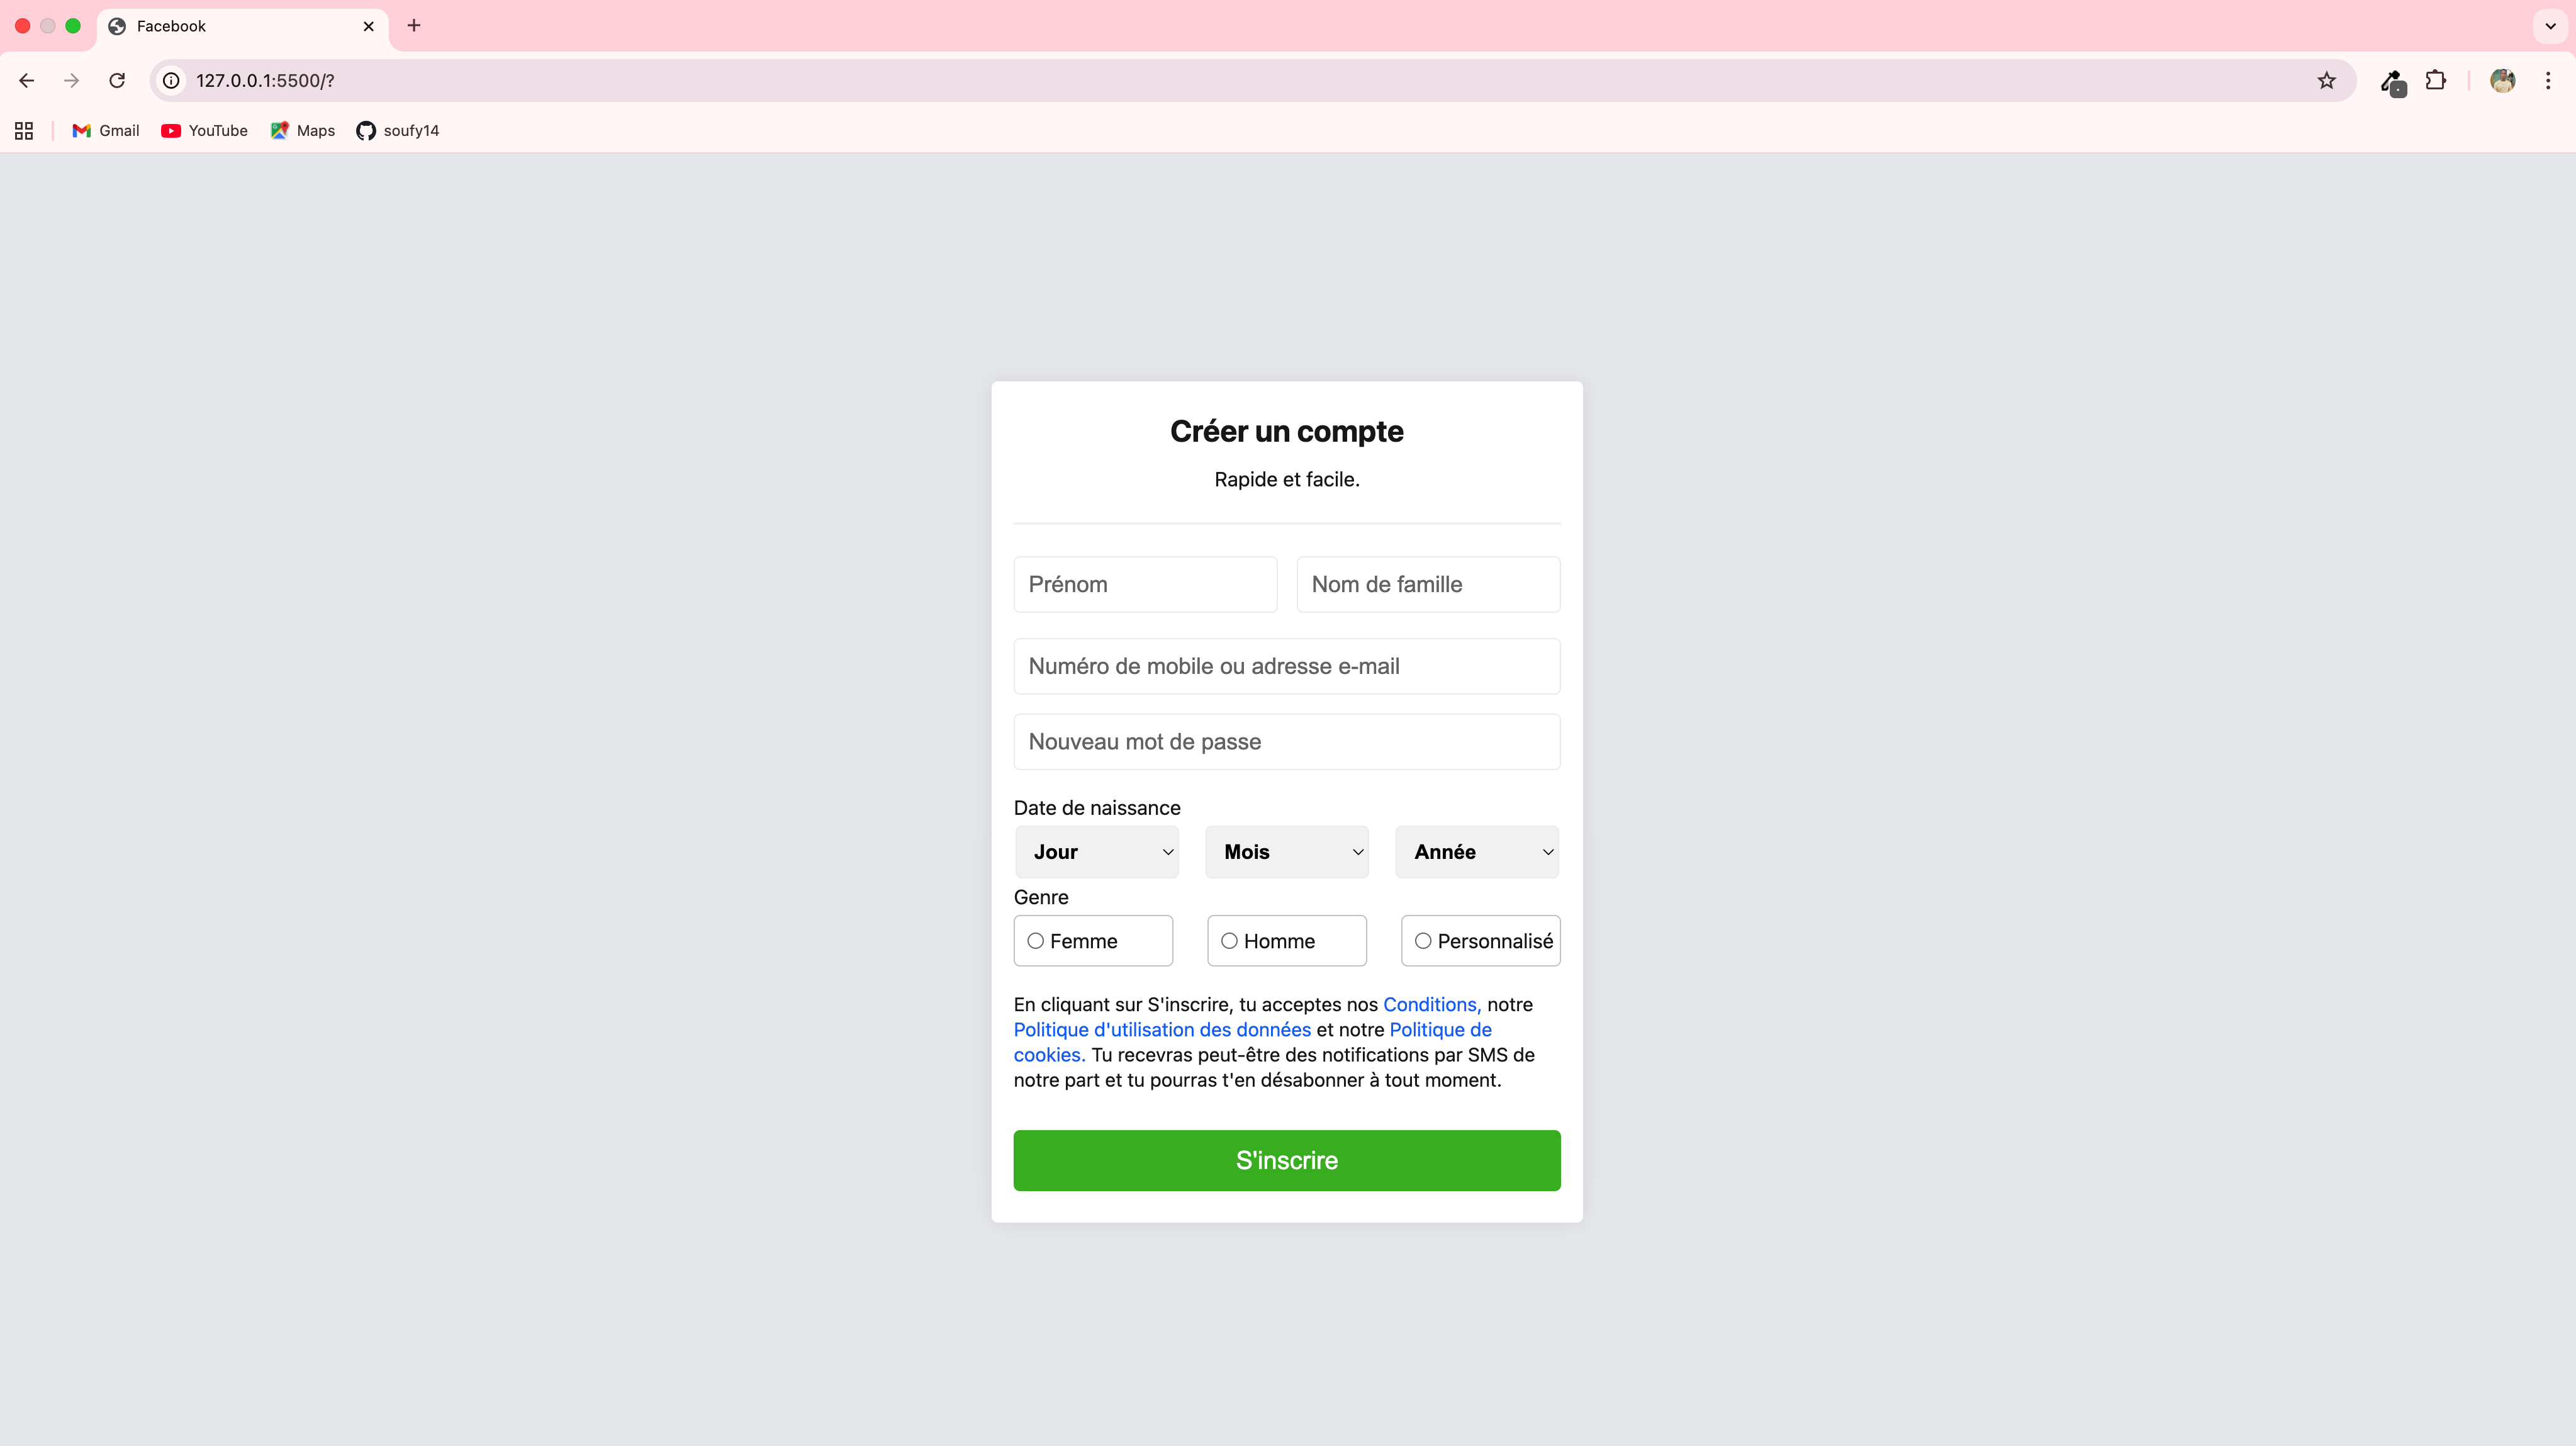 Facebook
127.0.0.1:5500/?
Gmail YouTube Maps soufy14
Créer un compte
Rapide et facile.
Prénom Nom de famille
Numéro de mobile ou adresse e-mail
Nouveau mot de passe
Date de naissance
Jour Mois Année
Genre
Femme Homme Personnalisé
En cliquant sur S'inscrire, tu acceptes nos Conditions, notre
Politique d'utilisation des données et notre Politique de
cookies. Tu recevras peut-être des notifications par SMS de
notre part et tu pourras t'en désabonner à tout moment.
S'inscrire